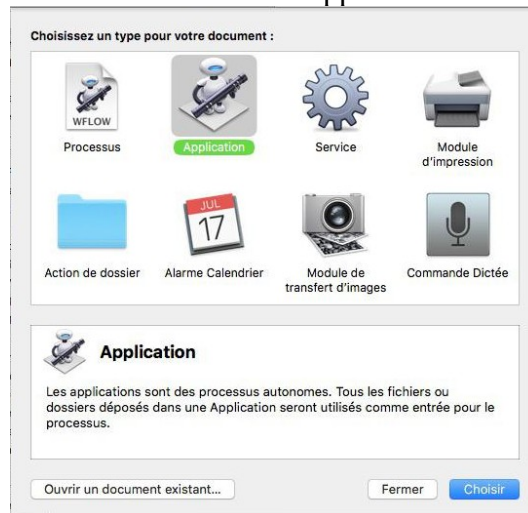 Choisissez un type pour votre document :
WFLOW
Processus
Application
Service
Module
d'impression
JUL
17
Action de dossier
Alarme Calendrier
Module de
transfert d'images
Commande Dictée
Application
Les applications sont des processus autonomes. Tous les fichiers ou
dossiers déposés dans une Application seront utilisés comme entrée pour le
processus.
Ouvrir un document existant...
Fermer
Choisir